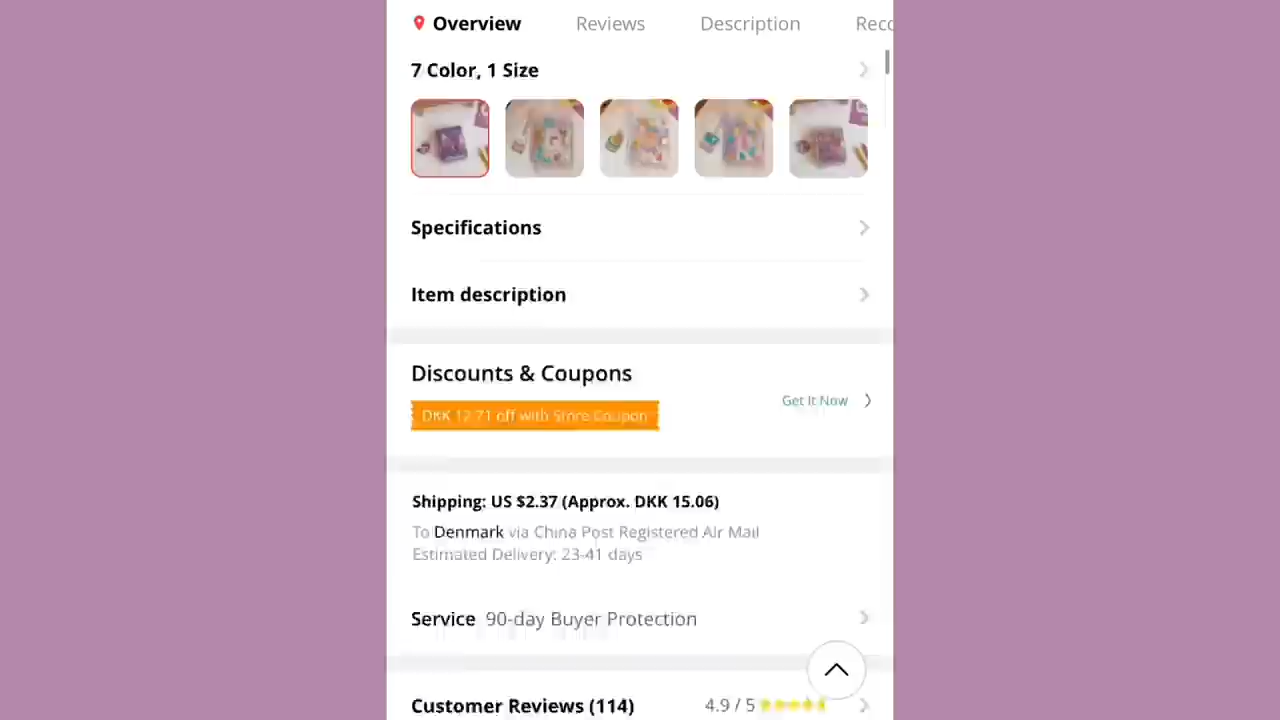 Overview Reviews Description Recc
7 Color, 1 Size
Specifications
Item description
Discounts & Coupons
Get It Now
DKK 12.71 off with Store Coupon
Shipping: US $2.37 (Approx. DKK 15.06)
To Denmark via China Post Registered Air Mail
Estimated Delivery: 23-41 days
Service 90-day Buyer Protection
Customer Reviews (114) 4.9 / 5